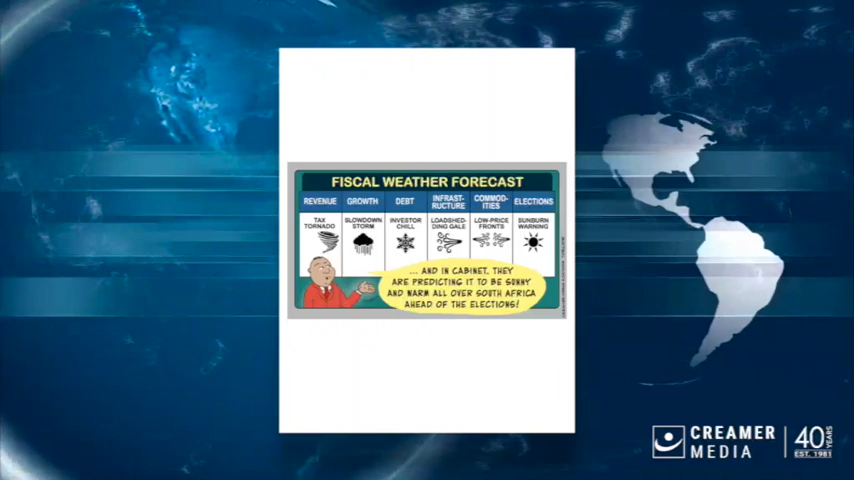 FISCAL WEATHER FORECAST
REVENUE
GROWTH
DEBT
INFRAST-
RUCTURE
COMMOD-
ITIES
ELECTIONS
TAX
TORNADO
SLOWDOWN
STORM
INVESTOR
CHILL
LOADSHED-
DING GALE
LOW-PRICE
FRONTS
SUNBURN
WARNING
... AND IN CABINET, THEY
ARE PREDICTING IT TO BE SUNNY
AND WARM ALL OVER SOUTH AFRICA
AHEAD OF THE ELECTIONS!
CREAMER
MEDIA
40 YEARS
EST. 1981